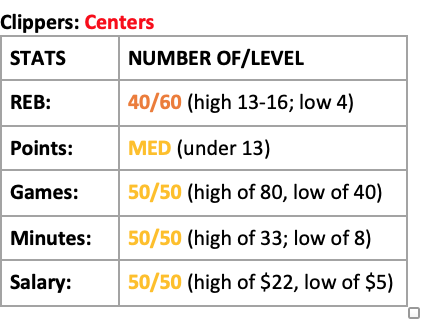 Clippers: Centers
STATS NUMBER OF/LEVEL
REB: 40/60 (high 13-16; low 4)
Points: MED (under 13)
Games: 50/50 (high of 80, low of 40)
Minutes: 50/50 (high of 33; low of 8)
Salary: 50/50 (high of $22, low of $5)